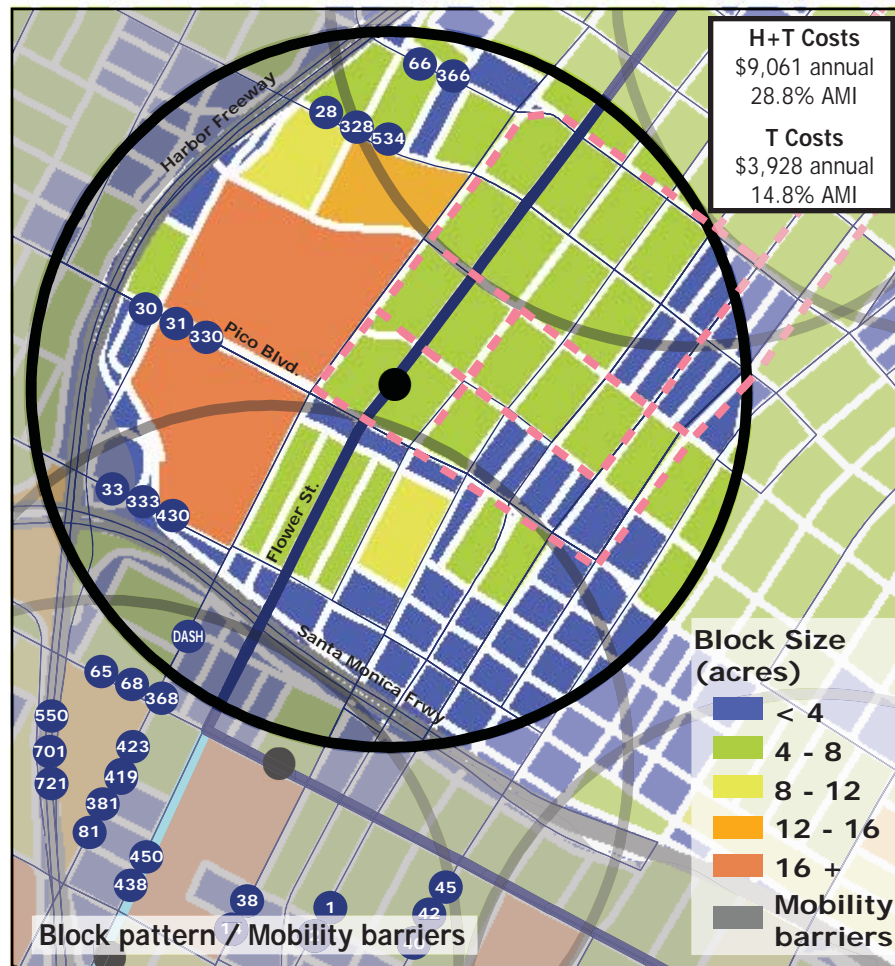 H+T Costs
$9,061 annual
28.8% AMI
T Costs
$3,928 annual
14.8% AMI
66
366
28
328
534
Harbor Freeway
30
31
330
Pico Blvd.
33
333
430
Flower St.
DASH
Santa Monica Frwy
65
68
368
550
701
721
423
419
381
81
450
438
38
1
45
42
Block Size
(acres)
< 4
4 - 8
8 - 12
12 - 16
16 +
Mobility
barriers
Block pattern / Mobility barriers